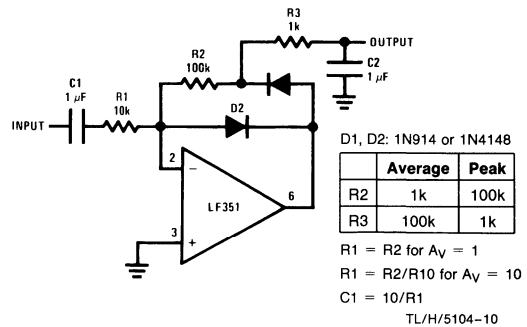 R3
1k
OUTPUT
R2
100k
C2
1 μF
C1
1 μF
R1
10k
D2
INPUT
2
−
LF351
6
3
+
D1, D2: 1N914 or 1N4148
Average Peak
R2 1k 100k
R3 100k 1k
R1 = R2 for AV = 1
R1 = R2/R10 for AV = 10
C1 = 10/R1
TL/H/5104–10